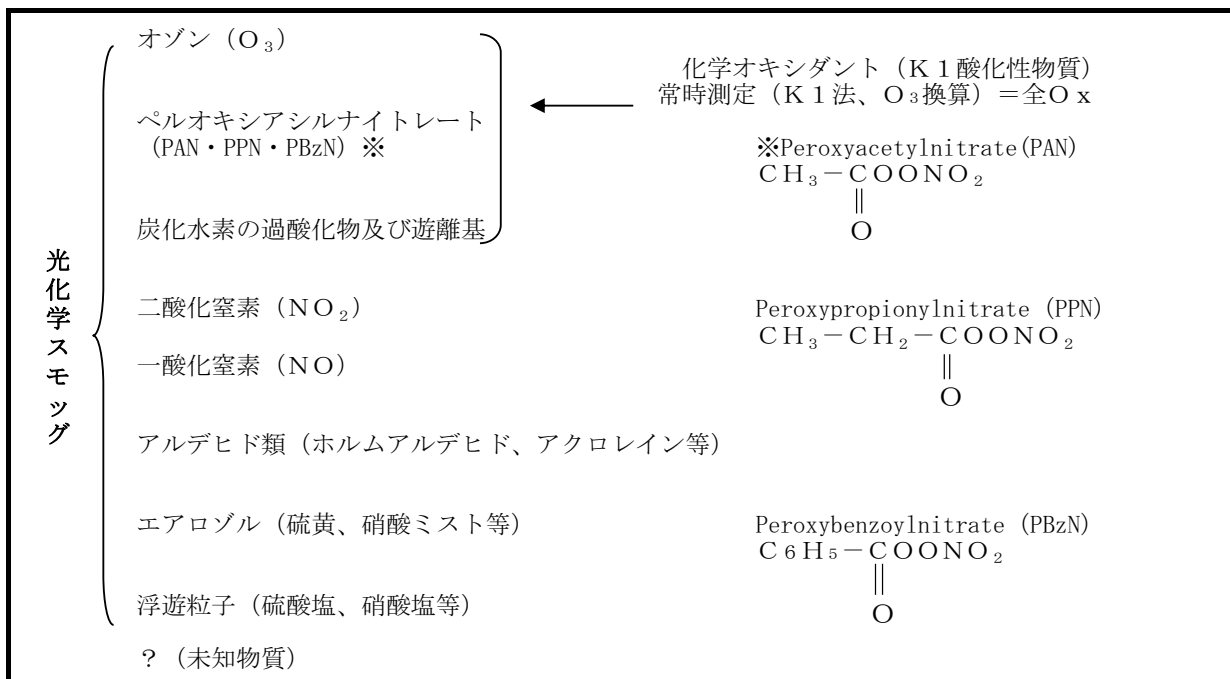 光化学スモッグ
オゾン（Ｏ₃）
ペルオキシアシルナイトレート
（PAN・PPN・PBzN）※
炭化水素の過酸化物及び遊離基
二酸化窒素（ＮＯ₂）
一酸化窒素（ＮＯ）
アルデヒド類（ホルムアルデヒド、アクロレイン等）
エアロゾル（硫黄、硝酸ミスト等）
浮遊粒子（硫酸塩、硝酸塩等）
？（未知物質）
化学オキシダント（Ｋ１酸化性物質）
常時測定（Ｋ１法、Ｏ₃換算）＝全Ｏｘ
※Peroxyacetylnitrate(PAN)
ＣＨ₃－ＣＯＯＮＯ₂
||
Ｏ
Peroxypropionylnitrate (PPN)
ＣＨ₃－ＣＨ₂－ＣＯＯＮＯ₂
||
Ｏ
Peroxybenzoylnitrate (PBzN)
Ｃ６Ｈ₅－ＣＯＯＮＯ₂
||
Ｏ